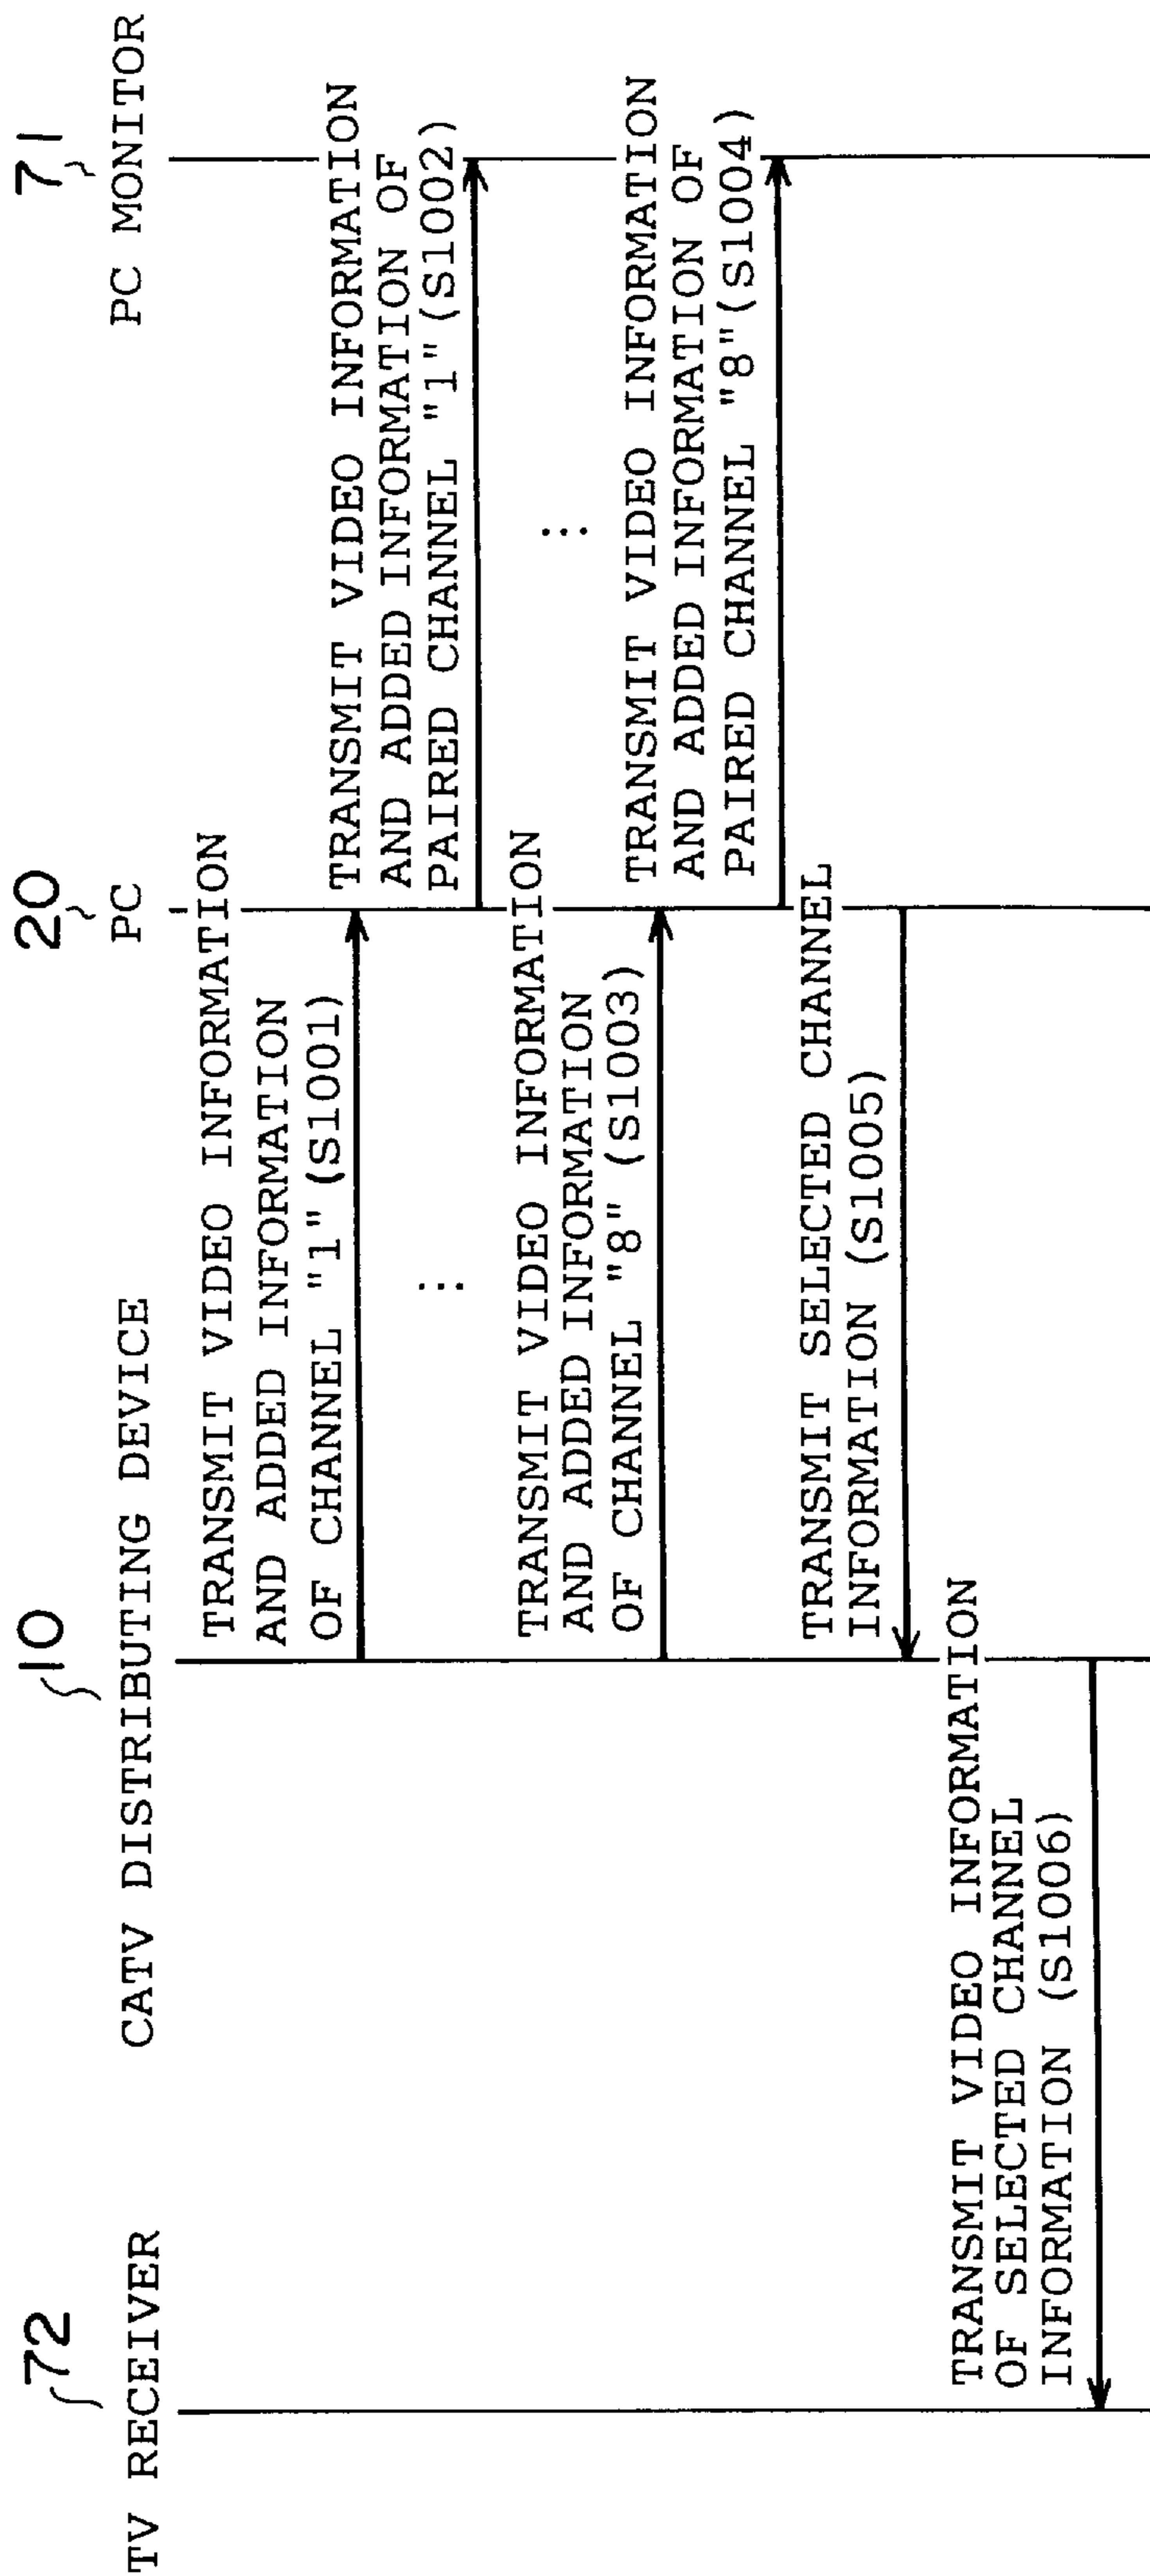 72
TV RECEIVER
10
CATV DISTRIBUTING DEVICE
20
PC
71
PC MONITOR
TRANSMIT VIDEO INFORMATION
AND ADDED INFORMATION
OF CHANNEL "1" (S1001)
TRANSMIT VIDEO INFORMATION
AND ADDED INFORMATION OF
PAIRED CHANNEL "1"(S1002)
...
...
TRANSMIT VIDEO INFORMATION
AND ADDED INFORMATION
OF CHANNEL "8" (S1003)
TRANSMIT VIDEO INFORMATION
AND ADDED INFORMATION OF
PAIRED CHANNEL "8"(S1004)
TRANSMIT SELECTED CHANNEL
INFORMATION (S1005)
TRANSMIT VIDEO INFORMATION
OF SELECTED CHANNEL
INFORMATION (S1006)